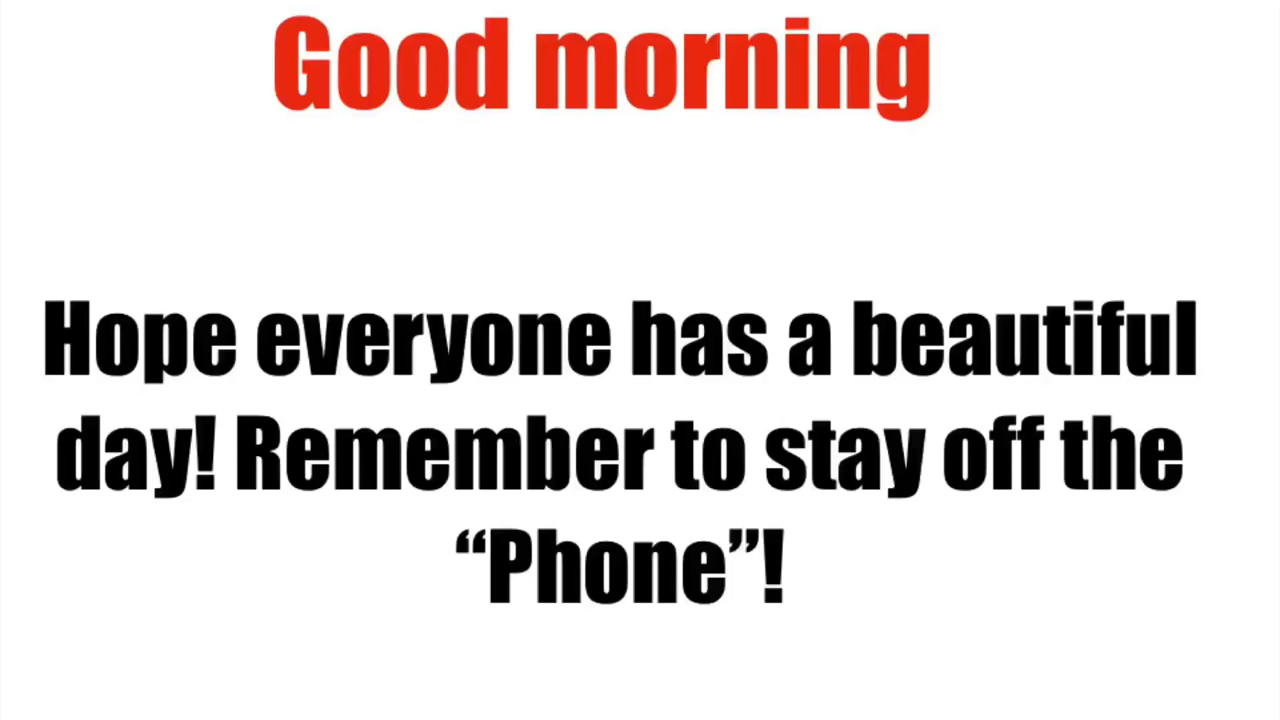 Good morning
Hope everyone has a beautiful
day! Remember to stay off the
“Phone”!